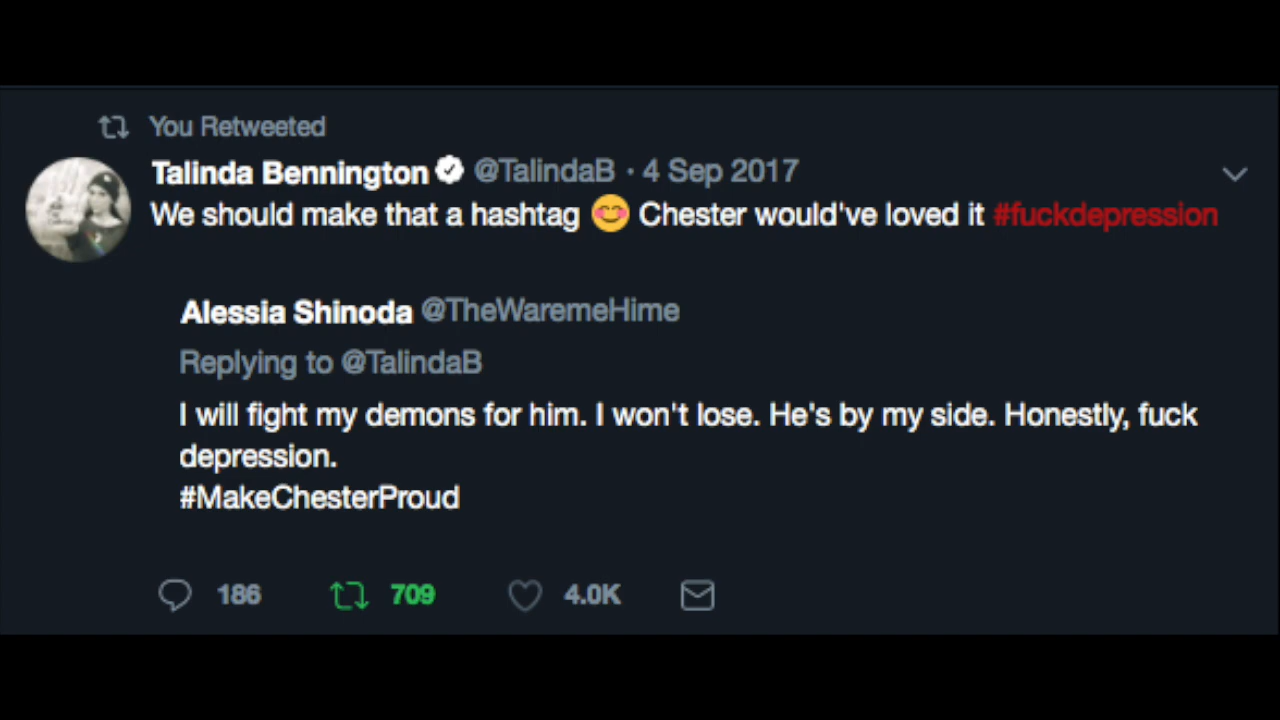 You Retweeted
Talinda Bennington @TalindaB · 4 Sep 2017
We should make that a hashtag 😊 Chester would've loved it #fuckdepression
Alessia Shinoda @TheWaremeHime
Replying to @TalindaB
I will fight my demons for him. I won't lose. He's by my side. Honestly, fuck
depression.
#MakeChesterProud
186 709 4.0K